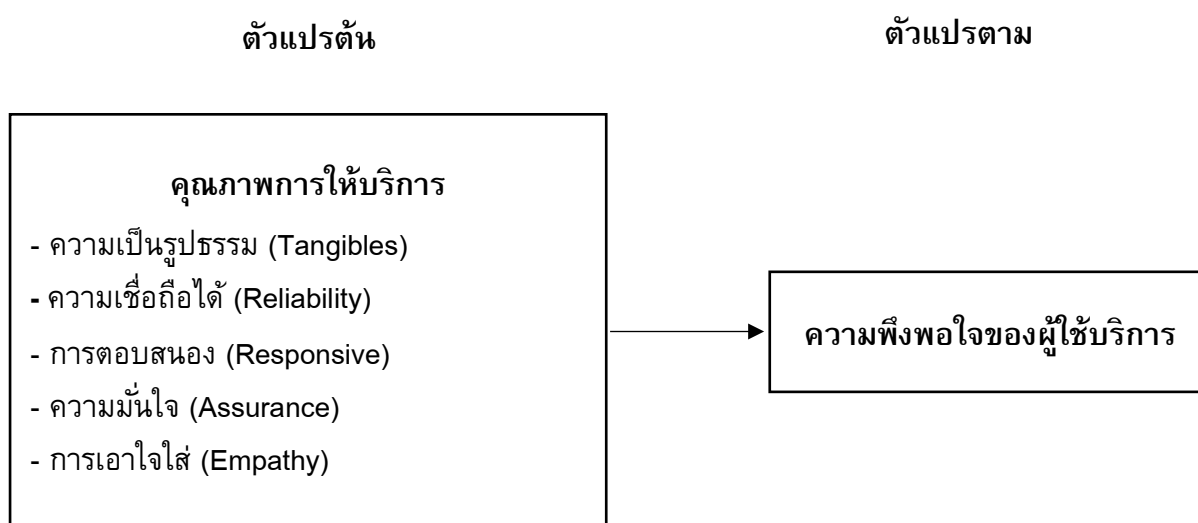 ตัวแปรต้น
ตัวแปรตาม
คุณภาพการให้บริการ
- ความเป็นรูปธรรม (Tangibles)
- ความเชื่อถือได้ (Reliability)
- การตอบสนอง (Responsive)
- ความมั่นใจ (Assurance)
- การเอาใจใส่ (Empathy)
ความพึงพอใจของผู้ใช้บริการ